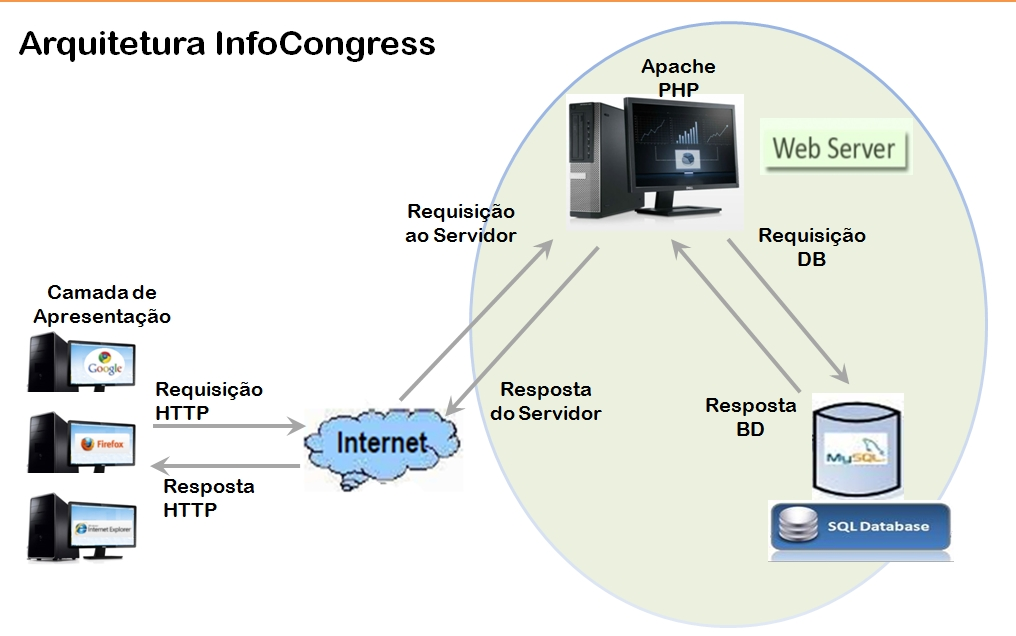 Arquitetura InfoCongress
Apache
PHP
Web Server
Requisição
ao Servidor
Requisição
DB
Camada de
Apresentação
Google
Requisição
HTTP
Firefox
Internet
Resposta
do Servidor
Resposta
BD
MySQL
Resposta
HTTP
Internet Explorer
SQL Database